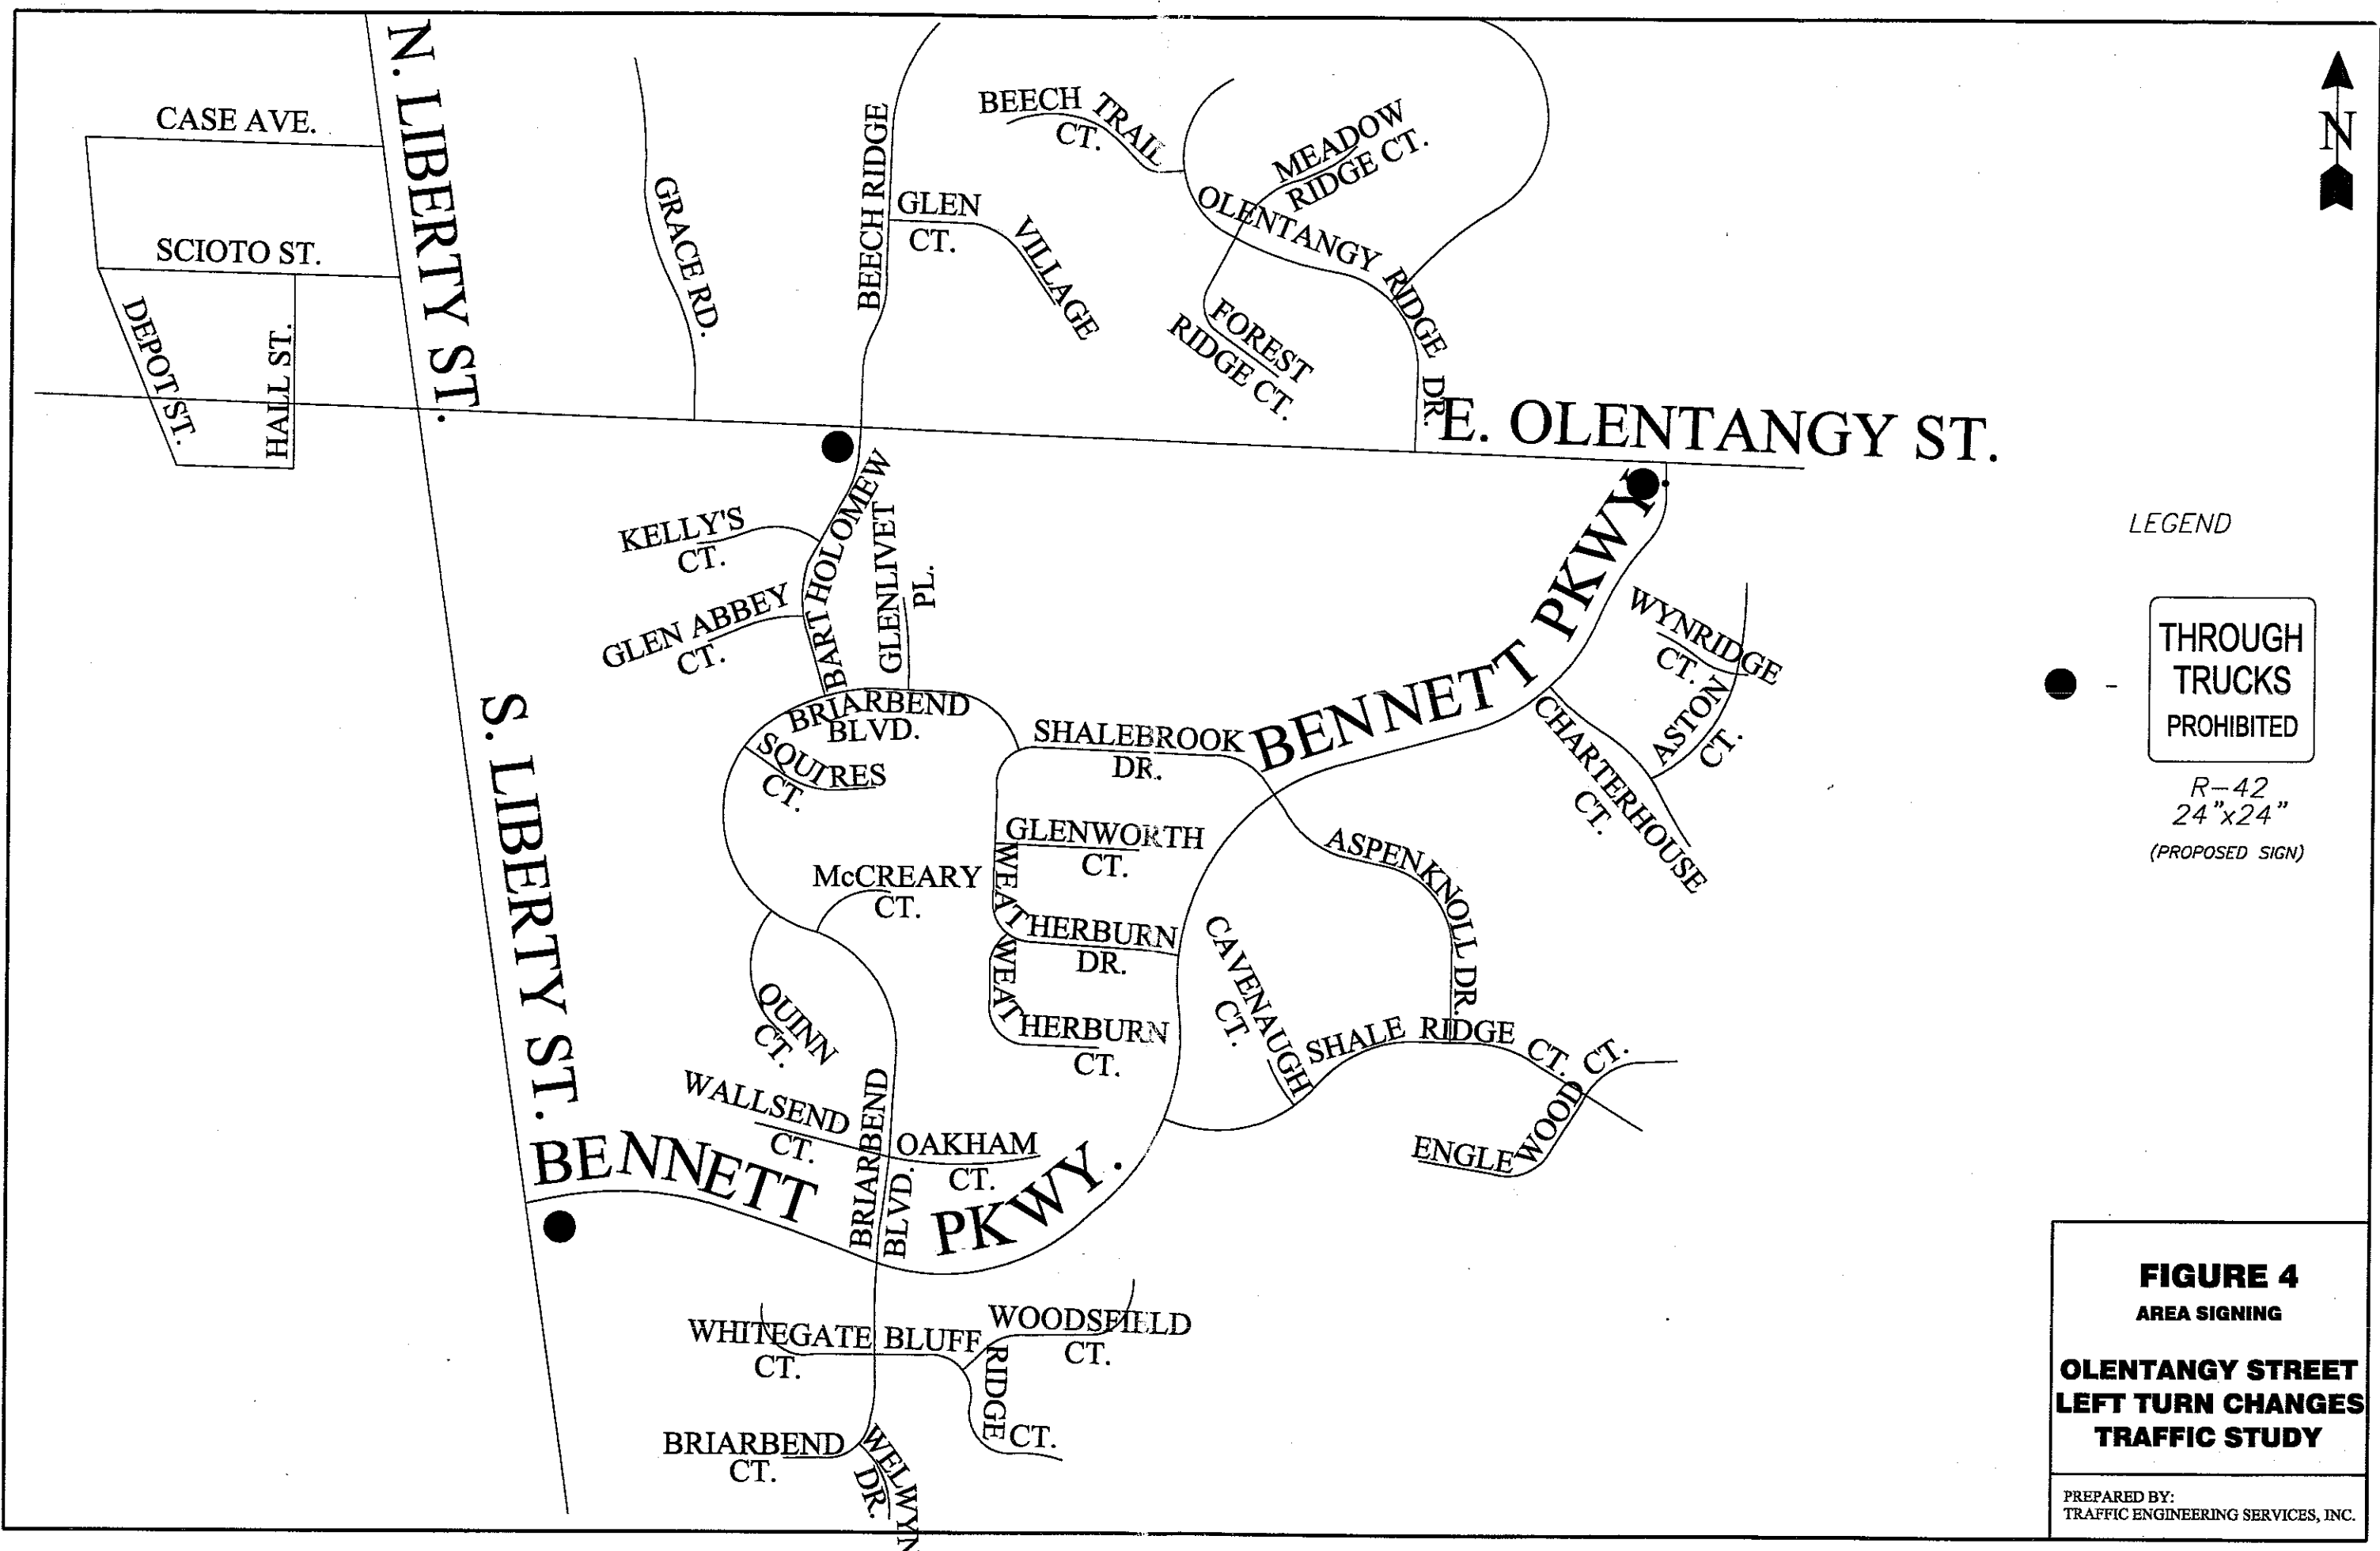 N. LIBERTY ST.
CASE AVE.
SCIOTO ST.
DEPOT ST.
HALL ST.
GRACE RD.
BEECH RIDGE
GLEN VILLAGE
CT.
BEECH TRAIL
CT.
MEADOW
RIDGE CT.
OLENTANGY RIDGE DR.
FOREST
RIDGE CT.
N
E. OLENTANGY ST.
KELLY'S
CT.
GLEN ABBEY
CT.
BARTHOLOMEW
GLENLIVET
PL.
BRIARBEND
BLVD.
SQUIRES
CT.
SHALEBROOK
DR.
BENNETT PKWY.
WYNRIDGE
CT.
ASTON
CT.
CHARTERHOUSE
CT.
LEGEND
-
THROUGH
TRUCKS
PROHIBITED
R-42
24"x24"
(PROPOSED SIGN)
S. LIBERTY ST.
McCREARY
CT.
GLENWORTH
CT.
WEATHERBURN
DR.
WEATHERBURN
CT.
QUINN
CT.
ASPENKNOLL DR.
CAVENAUGH
CT.
SHALE RIDGE CT.
ENGLEWOOD CT.
WALLSEND
CT.
BRIARBEND
BLVD.
OAKHAM
CT.
BENNETT PKWY.
WHITEGATE
CT.
BLUFF RIDGE CT.
WOODSFIELD
CT.
BRIARBEND
CT.
WELWYN
DR.
FIGURE 4
AREA SIGNING
OLENTANGY STREET
LEFT TURN CHANGES
TRAFFIC STUDY
PREPARED BY:
TRAFFIC ENGINEERING SERVICES, INC.